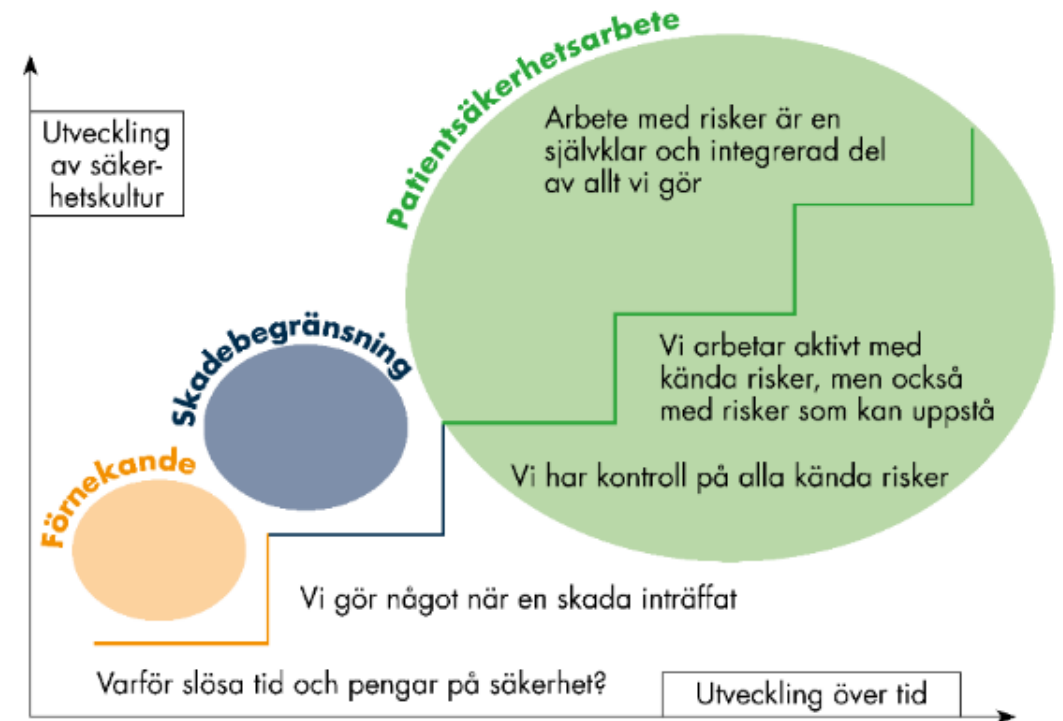 Utveckling
av säker-
hetskultur
Patientsäkerhetsarbete
Arbete med risker är en
självklar och integrerad del
av allt vi gör
Skadebegränsning
Vi arbetar aktivt med
kända risker, men också
med risker som kan uppstå
Förnekande
Vi har kontroll på alla kända risker
Vi gör något när en skada inträffat
Varför slösa tid och pengar på säkerhet?
Utveckling över tid